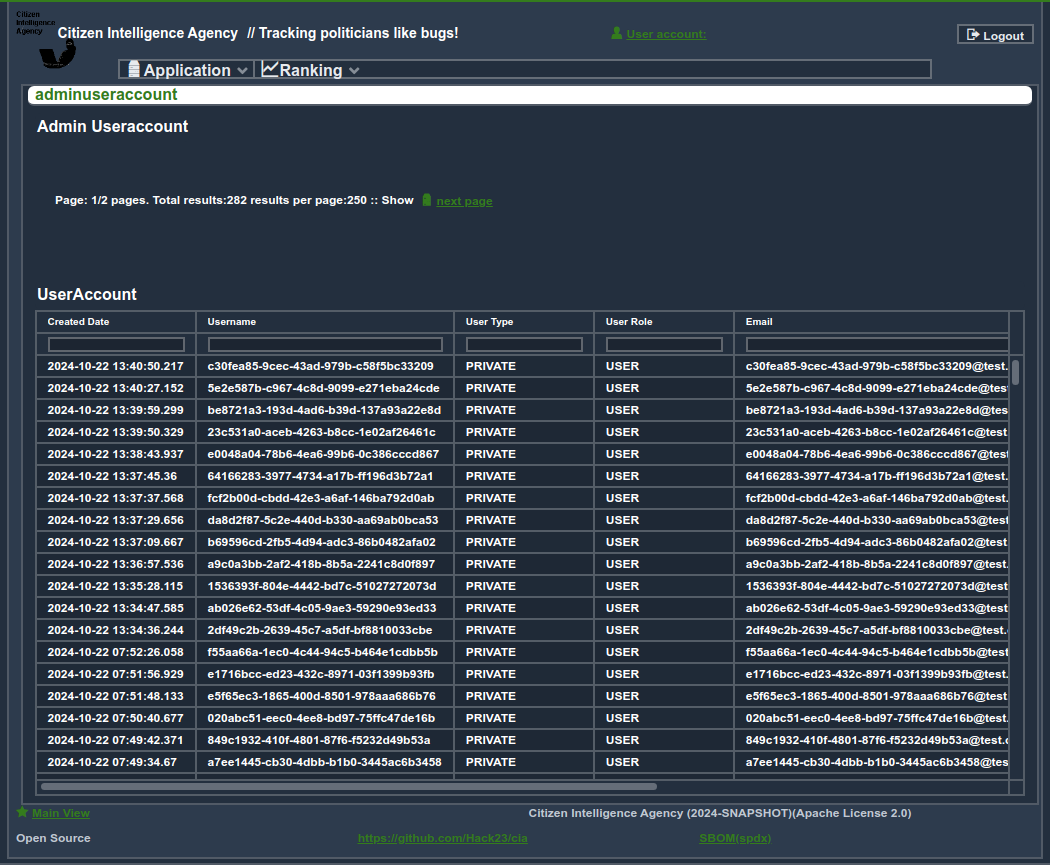 Citizen
Intelligence
Agency
Citizen Intelligence Agency // Tracking politicians like bugs!
User account:
Logout
Application
Ranking
adminuseraccount
Admin Useraccount
Page: 1/2 pages. Total results:282 results per page:250 :: Show next page
UserAccount
Created Date Username User Type User Role Email
2024-10-22 13:40:50.217 c30fea85-9cec-43ad-979b-c58f5bc33209 PRIVATE USER c30fea85-9cec-43ad-979b-c58f5bc33209@test.
2024-10-22 13:40:27.152 5e2e587b-c967-4c8d-9099-e271eba24cde PRIVATE USER 5e2e587b-c967-4c8d-9099-e271eba24cde@tes
2024-10-22 13:39:59.299 be8721a3-193d-4ad6-b39d-137a93a22e8d PRIVATE USER be8721a3-193d-4ad6-b39d-137a93a22e8d@tes
2024-10-22 13:39:50.329 23c531a0-aceb-4263-b8cc-1e02af26461c PRIVATE USER 23c531a0-aceb-4263-b8cc-1e02af26461c@test
2024-10-22 13:38:43.937 e0048a04-78b6-4ea6-99b6-0c386cccd867 PRIVATE USER e0048a04-78b6-4ea6-99b6-0c386cccd867@test
2024-10-22 13:37:45.36 64166283-3977-4734-a17b-ff196d3b72a1 PRIVATE USER 64166283-3977-4734-a17b-ff196d3b72a1@test.
2024-10-22 13:37:37.568 fcf2b00d-cbdd-42e3-a6af-146ba792d0ab PRIVATE USER fcf2b00d-cbdd-42e3-a6af-146ba792d0ab@test.
2024-10-22 13:37:29.656 da8d2f87-5c2e-440d-b330-aa69ab0bca53 PRIVATE USER da8d2f87-5c2e-440d-b330-aa69ab0bca53@test
2024-10-22 13:37:09.667 b69596cd-2fb5-4d94-adc3-86b0482afa02 PRIVATE USER b69596cd-2fb5-4d94-adc3-86b0482afa02@test.
2024-10-22 13:36:57.536 a9c0a3bb-2af2-418b-8b5a-2241c8d0f897 PRIVATE USER a9c0a3bb-2af2-418b-8b5a-2241c8d0f897@test.
2024-10-22 13:35:28.115 1536393f-804e-4442-bd7c-51027272073d PRIVATE USER 1536393f-804e-4442-bd7c-51027272073d@test.
2024-10-22 13:34:47.585 ab026e62-53df-4c05-9ae3-59290e93ed33 PRIVATE USER ab026e62-53df-4c05-9ae3-59290e93ed33@test
2024-10-22 13:34:36.244 2df49c2b-2639-45c7-a5df-bf8810033cbe PRIVATE USER 2df49c2b-2639-45c7-a5df-bf8810033cbe@test.
2024-10-22 07:52:26.058 f55aa66a-1ec0-4c44-94c5-b464e1cdbb5b PRIVATE USER f55aa66a-1ec0-4c44-94c5-b464e1cdbb5b@test
2024-10-22 07:51:56.929 e1716bcc-ed23-432c-8971-03f1399b93fb PRIVATE USER e1716bcc-ed23-432c-8971-03f1399b93fb@test.
2024-10-22 07:51:48.133 e5f65ec3-1865-400d-8501-978aaa686b76 PRIVATE USER e5f65ec3-1865-400d-8501-978aaa686b76@test
2024-10-22 07:50:40.677 020abc51-eec0-4ee8-bd97-75ffc47de16b PRIVATE USER 020abc51-eec0-4ee8-bd97-75ffc47de16b@test.
2024-10-22 07:49:42.371 849c1932-410f-4801-87f6-f5232d49b53a PRIVATE USER 849c1932-410f-4801-87f6-f5232d49b53a@test.c
2024-10-22 07:49:34.67 a7ee1445-cb30-4dbb-b1b0-3445ac6b3458 PRIVATE USER a7ee1445-cb30-4dbb-b1b0-3445ac6b3458@tes
Main View Citizen Intelligence Agency (2024-SNAPSHOT)(Apache License 2.0)
Open Source https://github.com/Hack23/cia SBOM(spdx)